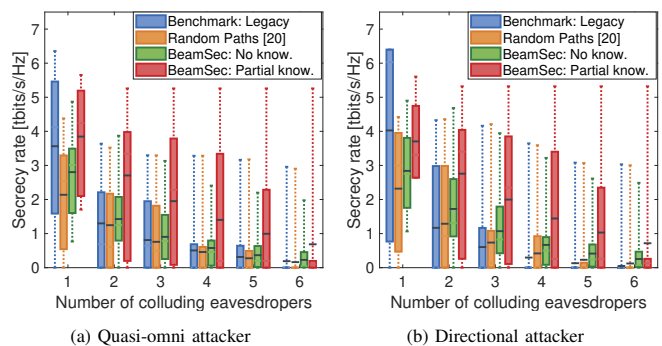 7
6
5
4
3
2
1
0
Secrecy rate [tbits/s/Hz]
Benchmark: Legacy
Random Paths [20]
BeamSec: No know.
BeamSec: Partial know.
1 2 3 4 5 6
Number of colluding eavesdropers
(a) Quasi-omni attacker
7
6
5
4
3
2
1
0
Secrecy rate [tbits/s/Hz]
Benchmark: Legacy
Random Paths [20]
BeamSec: No know.
BeamSec: Partial know.
1 2 3 4 5 6
Number of colluding eavesdropers
(b) Directional attacker